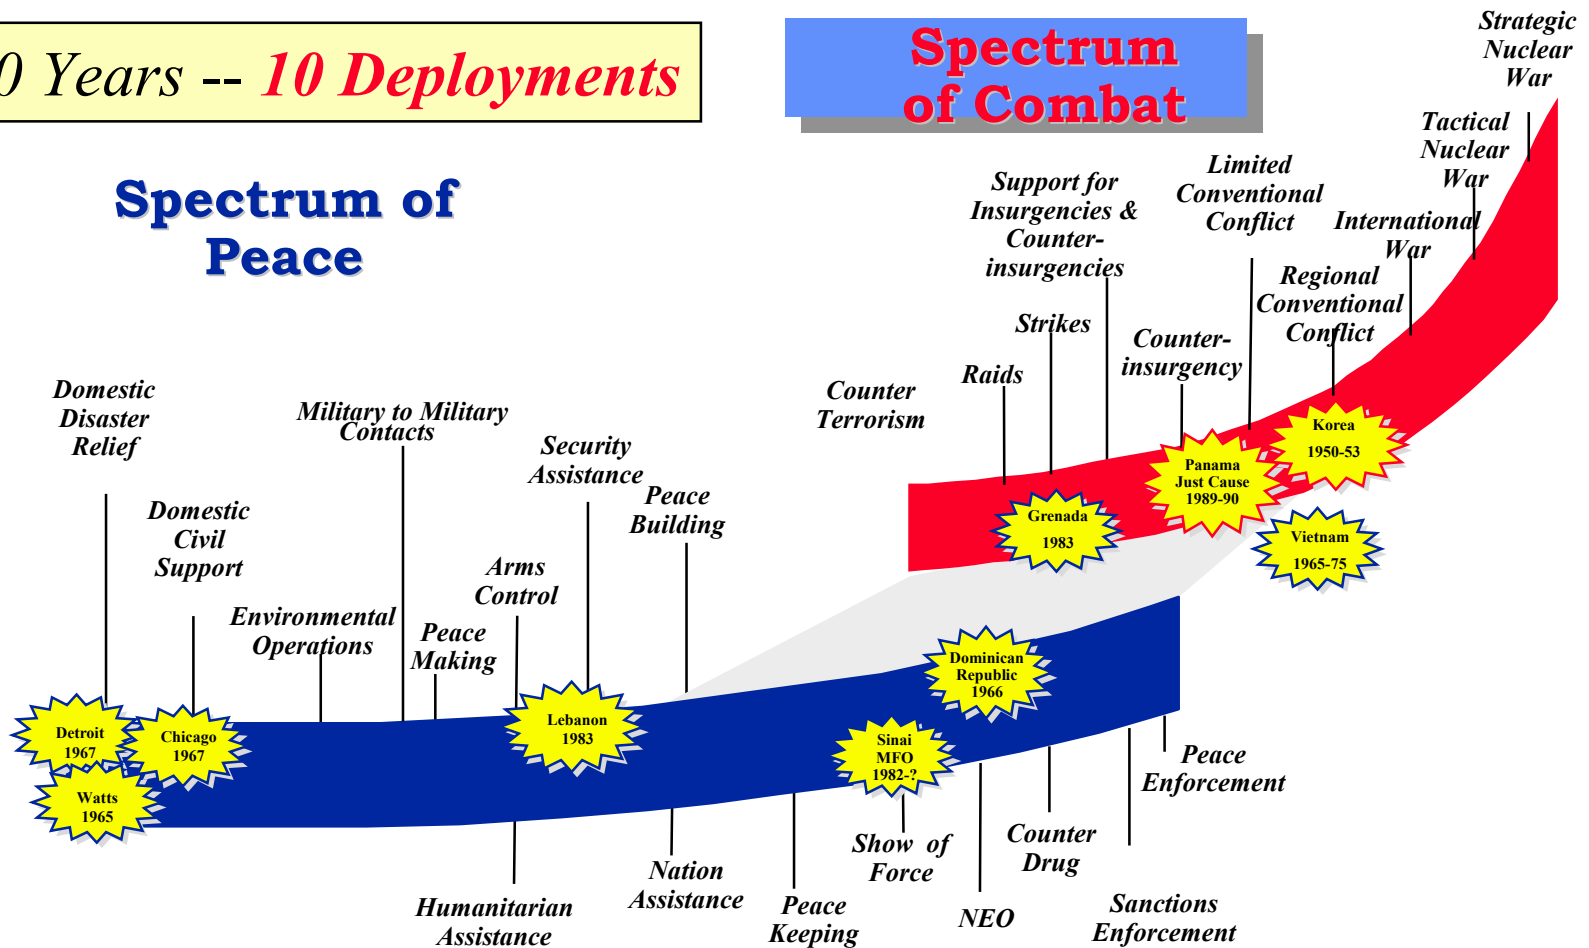 0 Years -- 10 Deployments
Spectrum
of Combat
Spectrum of
Peace
Strategic
Nuclear
War
Tactical
Nuclear
War
International
War
Limited
Conventional
Conflict
Regional
Conventional
Conflict
Support for
Insurgencies &
Counter-
insurgencies
Strikes
Counter-
insurgency
Raids
Counter
Terrorism
Domestic
Disaster
Relief
Domestic
Civil
Support
Military to Military
Contacts
Environmental
Operations
Peace
Making
Arms
Control
Security
Assistance
Peace
Building
Korea
1950-53
Panama
Just Cause
1989-90
Grenada
1983
Vietnam
1965-75
Dominican
Republic
1966
Lebanon
1983
Sinai
MFO
1982-?
Detroit
1967
Chicago
1967
Watts
1965
Humanitarian
Assistance
Nation
Assistance
Peace
Keeping
Show of
Force
NEO
Counter
Drug
Sanctions
Enforcement
Peace
Enforcement